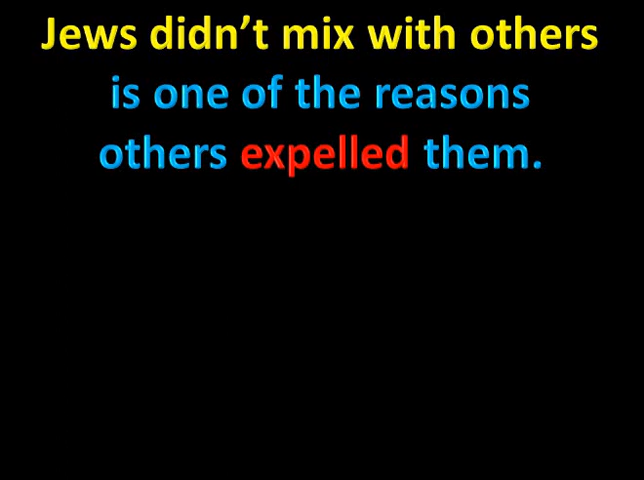 Jews didn’t mix with others
is one of the reasons
others expelled them.